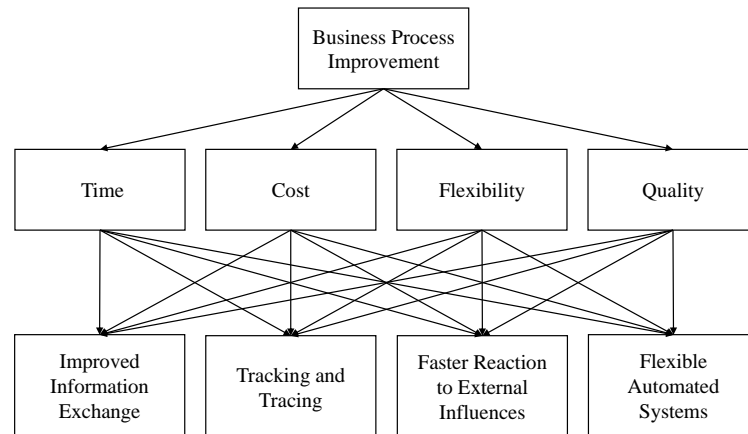 Business Process
Improvement
Time
Cost
Flexibility
Quality
Improved
Information
Exchange
Tracking and
Tracing
Faster Reaction
to External
Influences
Flexible
Automated
Systems